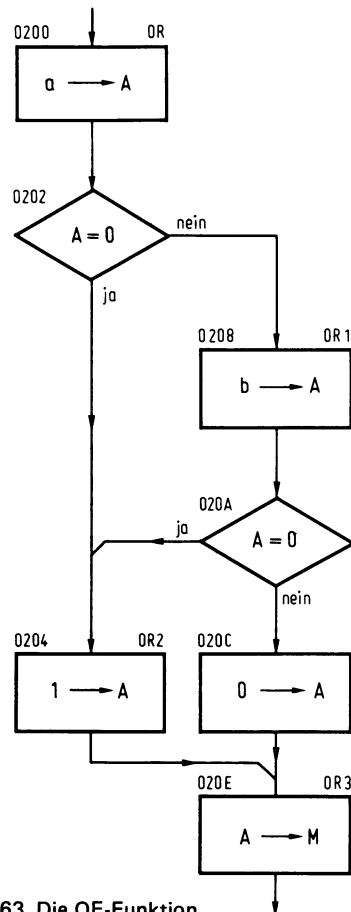 0200 OR
a → A
0202
A = 0
nein
ja
0208 OR1
b → A
020A
ja
A = 0
nein
0204 OR2
1 → A
020C
0 → A
020E OR3
A → M
63 Die OF-Funktion